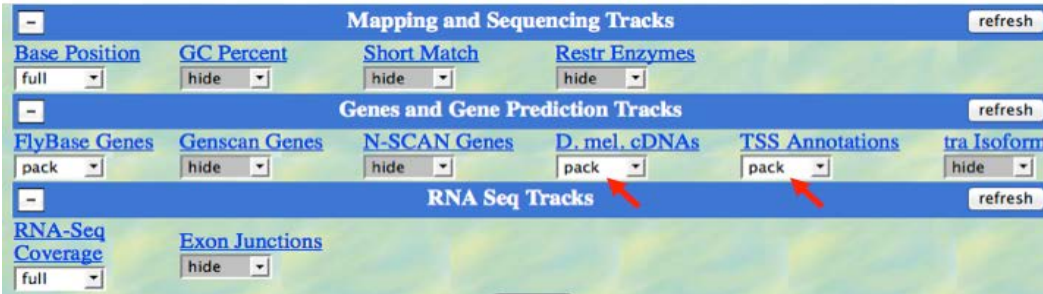 - Mapping and Sequencing Tracks refresh
Base Position GC Percent Short Match Restr Enzymes
full hide hide hide
- Genes and Gene Prediction Tracks refresh
FlyBase Genes Genscan Genes N-SCAN Genes D. mel. cDNAs TSS Annotations tra Isoform
pack hide hide pack pack hide
- RNA Seq Tracks refresh
RNA-Seq
Coverage Exon Junctions
full hide